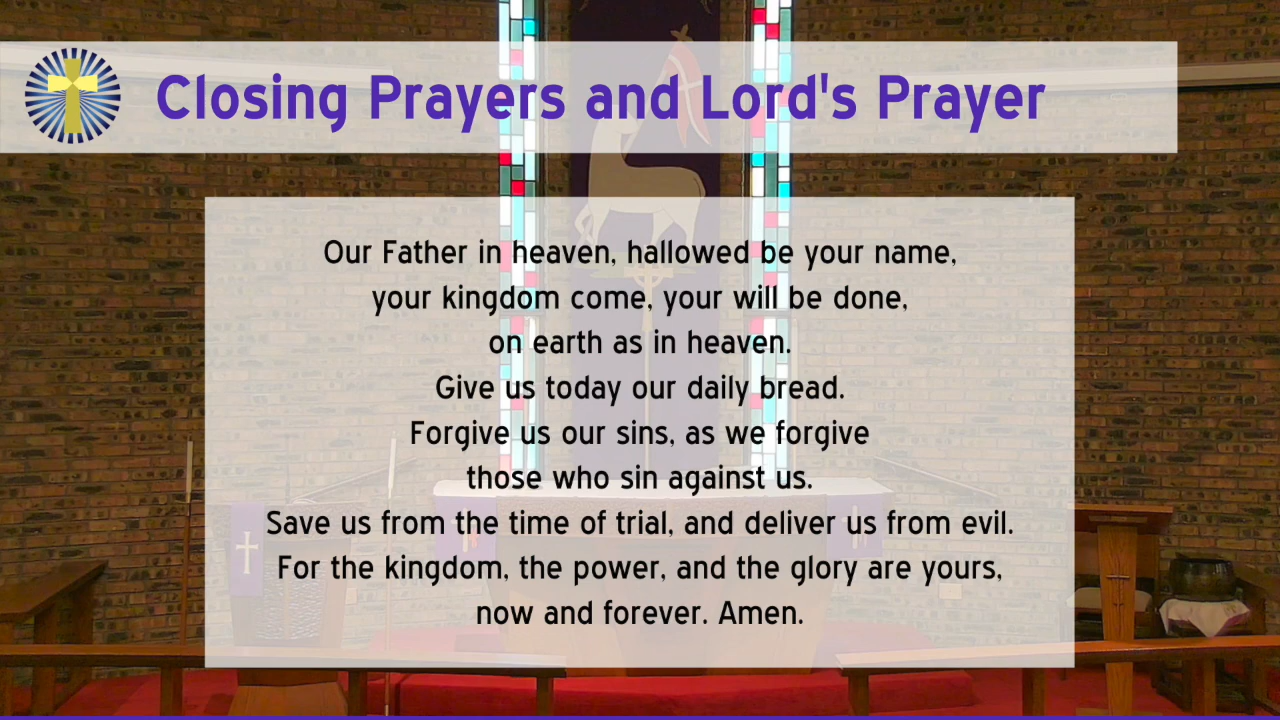 Closing Prayers and Lord's Prayer
Our Father in heaven, hallowed be your name,
your kingdom come, your will be done,
on earth as in heaven.
Give us today our daily bread.
Forgive us our sins, as we forgive
those who sin against us.
Save us from the time of trial, and deliver us from evil.
For the kingdom, the power, and the glory are yours,
now and forever. Amen.